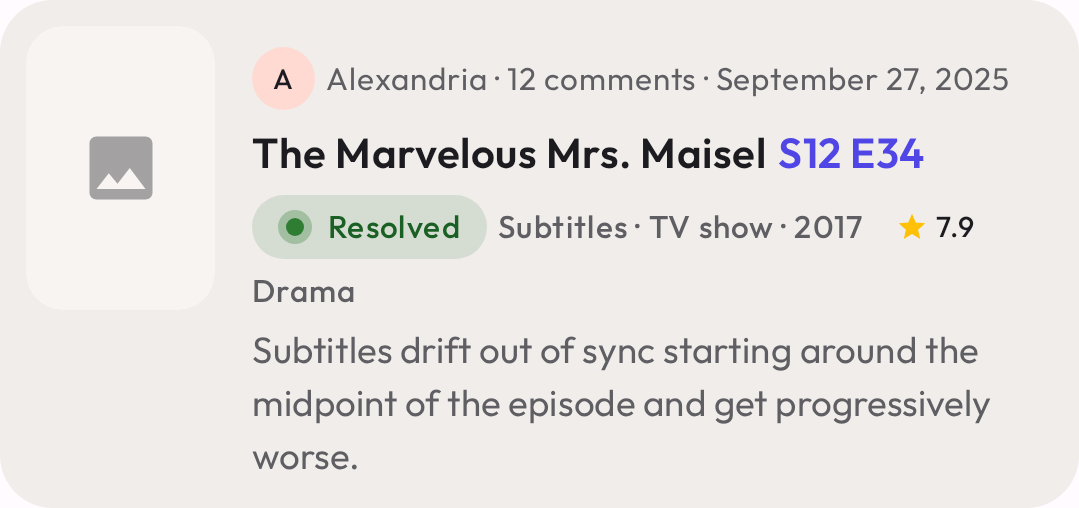 A Alexandria · 12 comments · September 27, 2025
The Marvelous Mrs. Maisel S12 E34
Resolved Subtitles · TV show · 2017 7.9
Drama
Subtitles drift out of sync starting around the
midpoint of the episode and get progressively
worse.